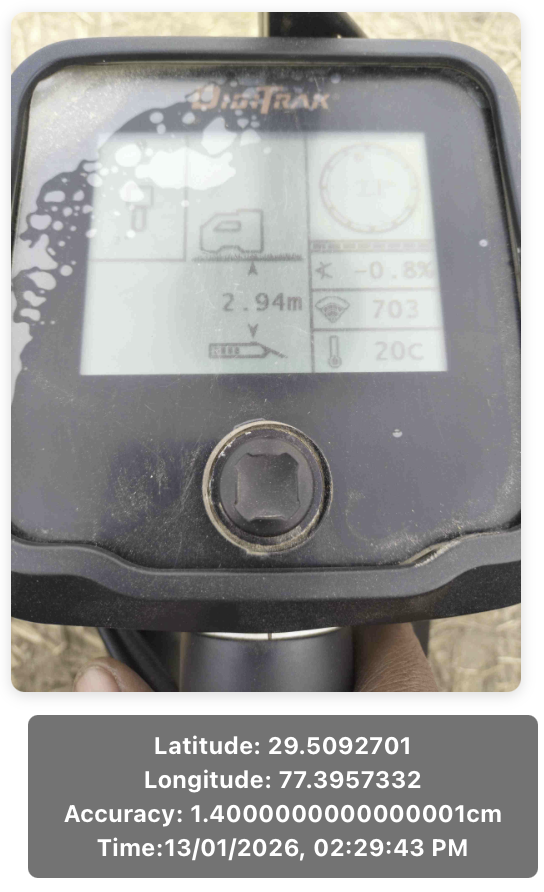 DIGITRAK
-0.8%
2.94m
703
20C
Latitude: 29.5092701
Longitude: 77.3957332
Accuracy: 1.4000000000000001cm
Time:13/01/2026, 02:29:43 PM